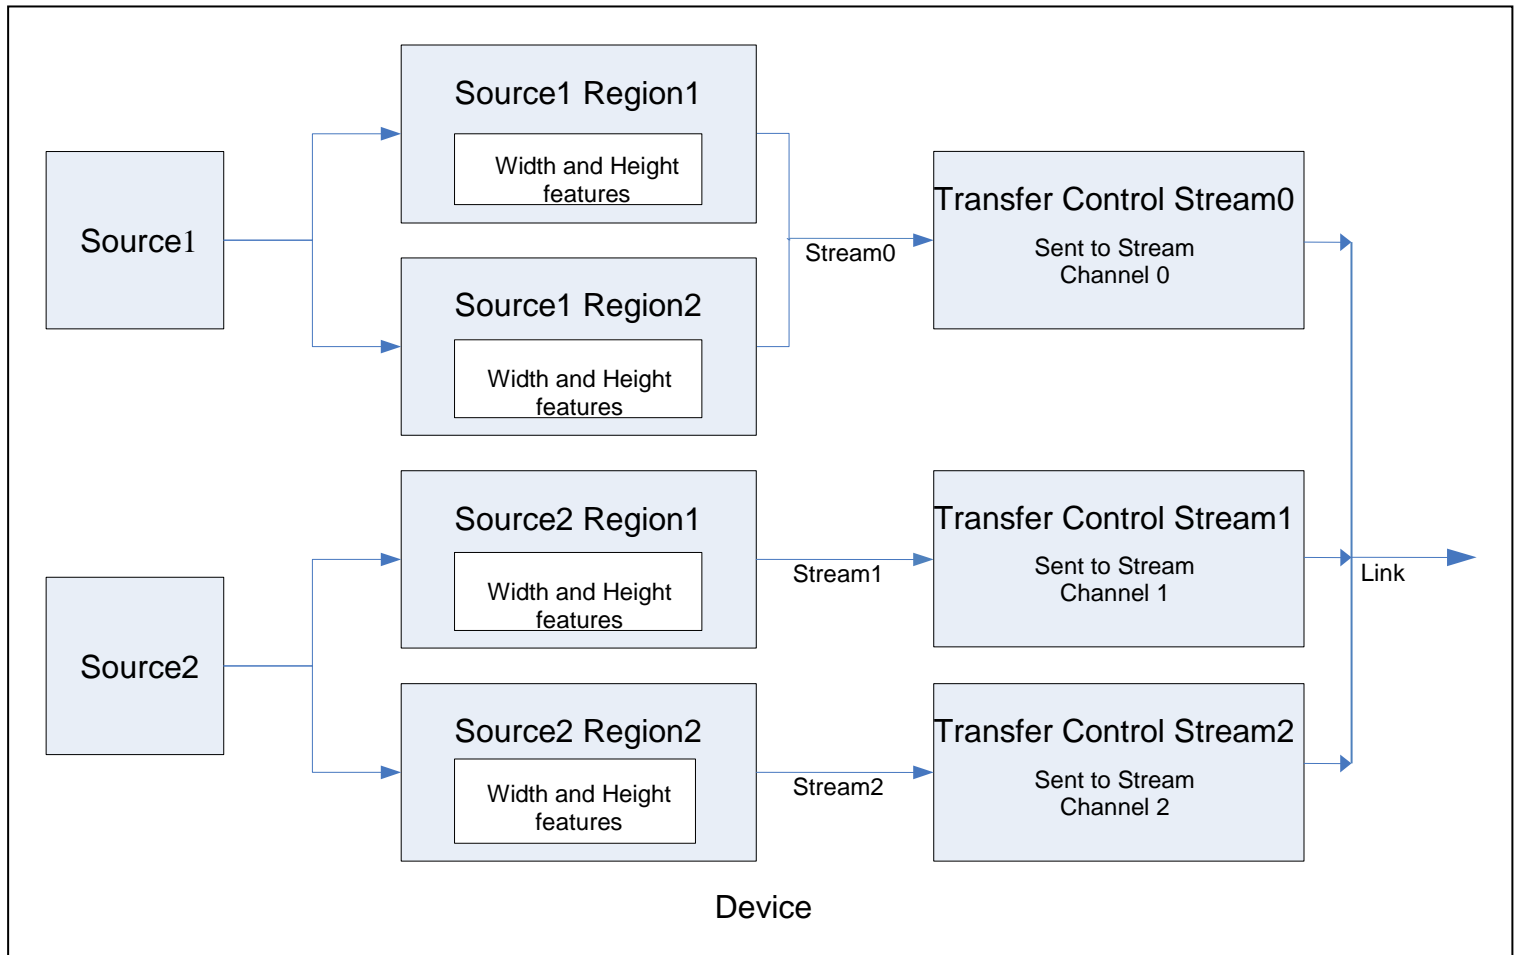 Source1
Source1 Region1
Width and Height
features
Source1 Region2
Width and Height
features
Stream0
Transfer Control Stream0
Sent to Stream
Channel 0
Source2
Source2 Region1
Width and Height
features
Stream1
Transfer Control Stream1
Sent to Stream
Channel 1
Link
Source2 Region2
Width and Height
features
Stream2
Transfer Control Stream2
Sent to Stream
Channel 2
Device